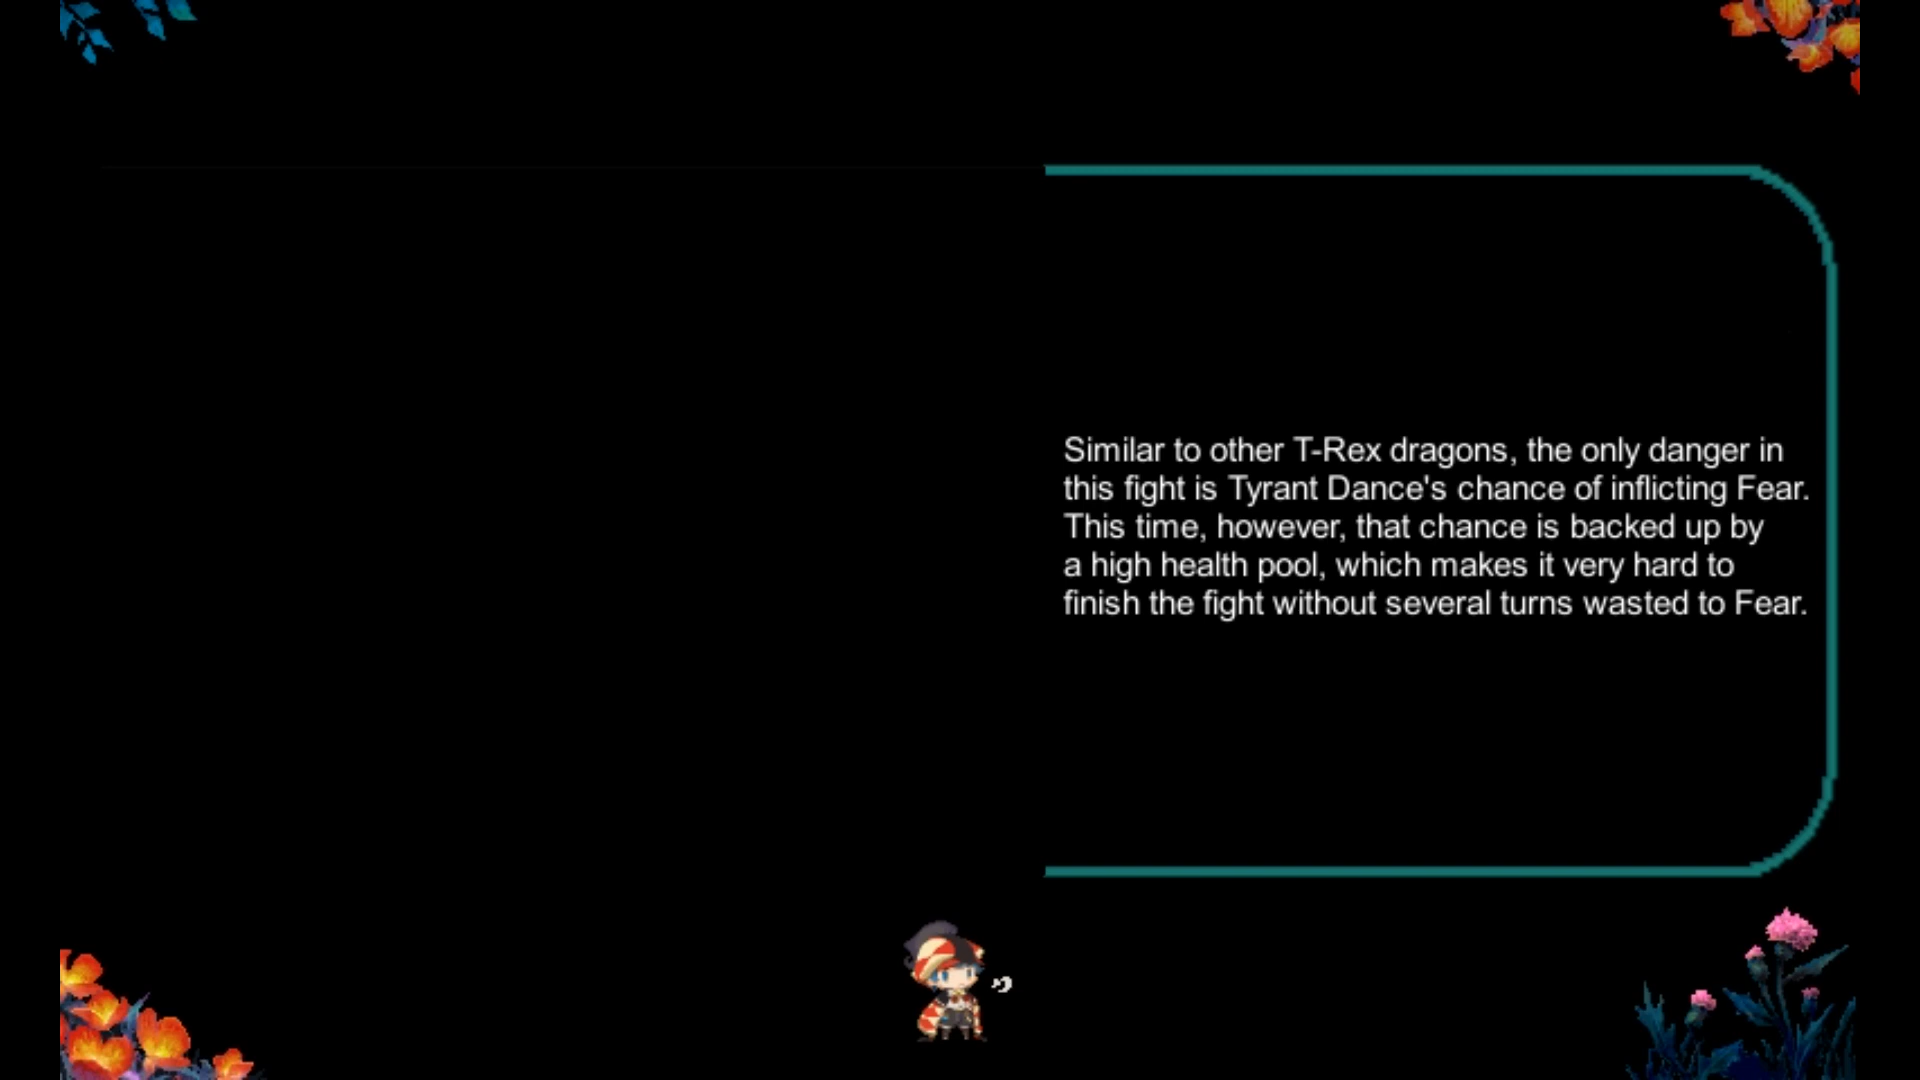 Similar to other T-Rex dragons, the only danger in
this fight is Tyrant Dance's chance of inflicting Fear.
This time, however, that chance is backed up by
a high health pool, which makes it very hard to
finish the fight without several turns wasted to Fear.